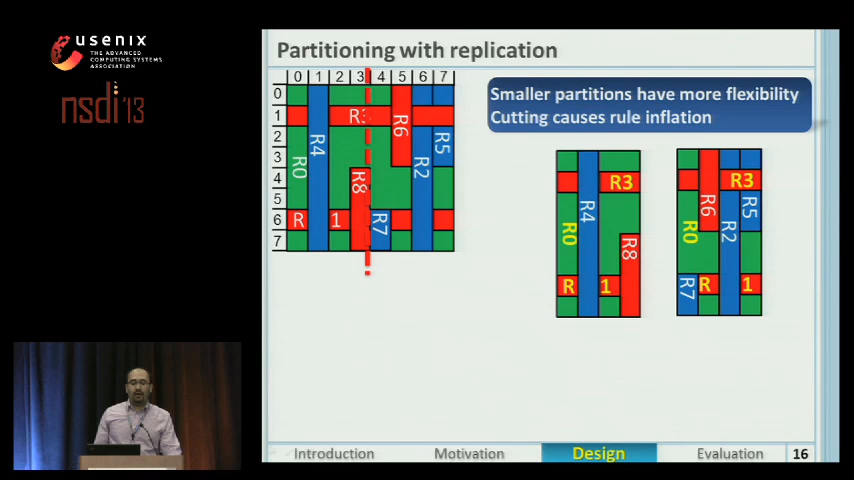 usenix
THE ADVANCED
COMPUTING SYSTEMS
ASSOCIATION
nsdi'13
Partitioning with replication
Smaller partitions have more flexibility
Cutting causes rule inflation
0 1 2 3 4 5 6 7
0
1
2
3
4
5
6
7
R0
R4
R3
R8
R 1
R7
R6
R2
R5
R0
R4
R3
R8
R 1
R0
R6
R3
R5
R2
R7
R 1
Introduction Motivation Design Evaluation 16